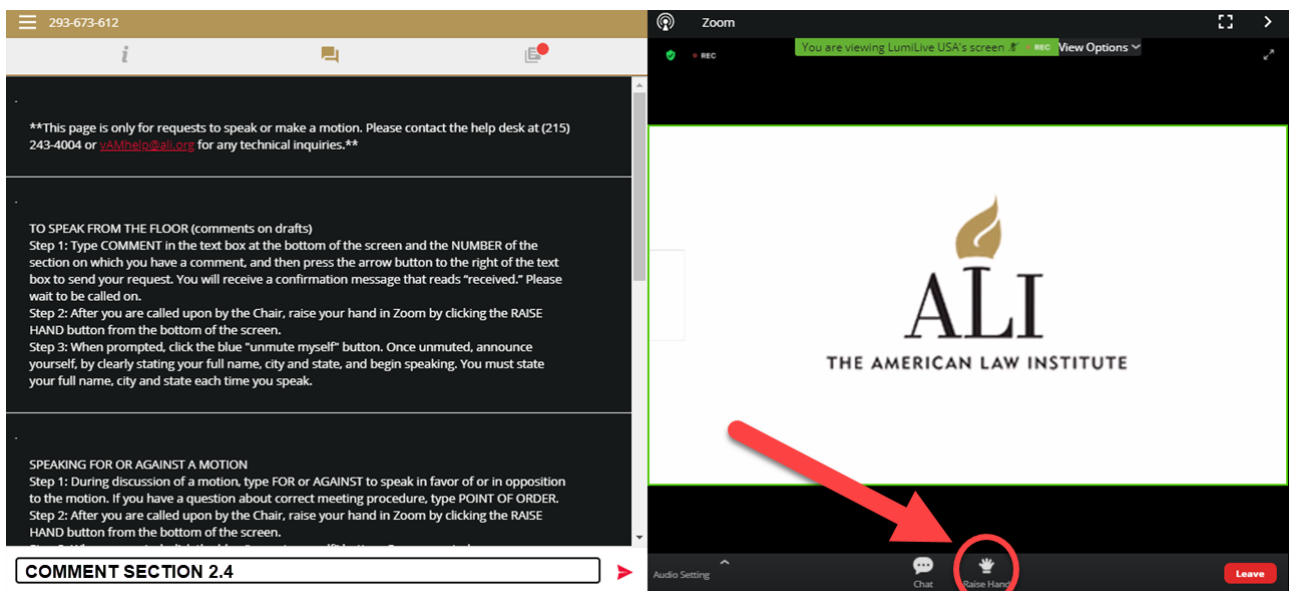 293-673-612
i
.
**This page is only for requests to speak or make a motion. Please contact the help desk at (215)
243-4004 or vAMhelp@ali.org for any technical inquiries.**
.
TO SPEAK FROM THE FLOOR (comments on drafts)
Step 1: Type COMMENT in the text box at the bottom of the screen and the NUMBER of the
section on which you have a comment, and then press the arrow button to the right of the text
box to send your request. You will receive a confirmation message that reads “received.” Please
wait to be called on.
Step 2: After you are called upon by the Chair, raise your hand in Zoom by clicking the RAISE
HAND button from the bottom of the screen.
Step 3: When prompted, click the blue "unmute myself" button. Once unmuted, announce
yourself, by clearly stating your full name, city and state, and begin speaking. You must state
your full name, city and state each time you speak.
.
SPEAKING FOR OR AGAINST A MOTION
Step 1: During discussion of a motion, type FOR or AGAINST to speak in favor of or in opposition
to the motion. If you have a question about correct meeting procedure, type POINT OF ORDER.
Step 2: After you are called upon by the Chair, raise your hand in Zoom by clicking the RAISE
HAND button from the bottom of the screen.
COMMENT SECTION 2.4
Zoom
REC
You are viewing LumiLive USA's screen REC View Options
ALI
THE AMERICAN LAW INSTITUTE
Audio Setting
Chat
Raise Hand
Leave